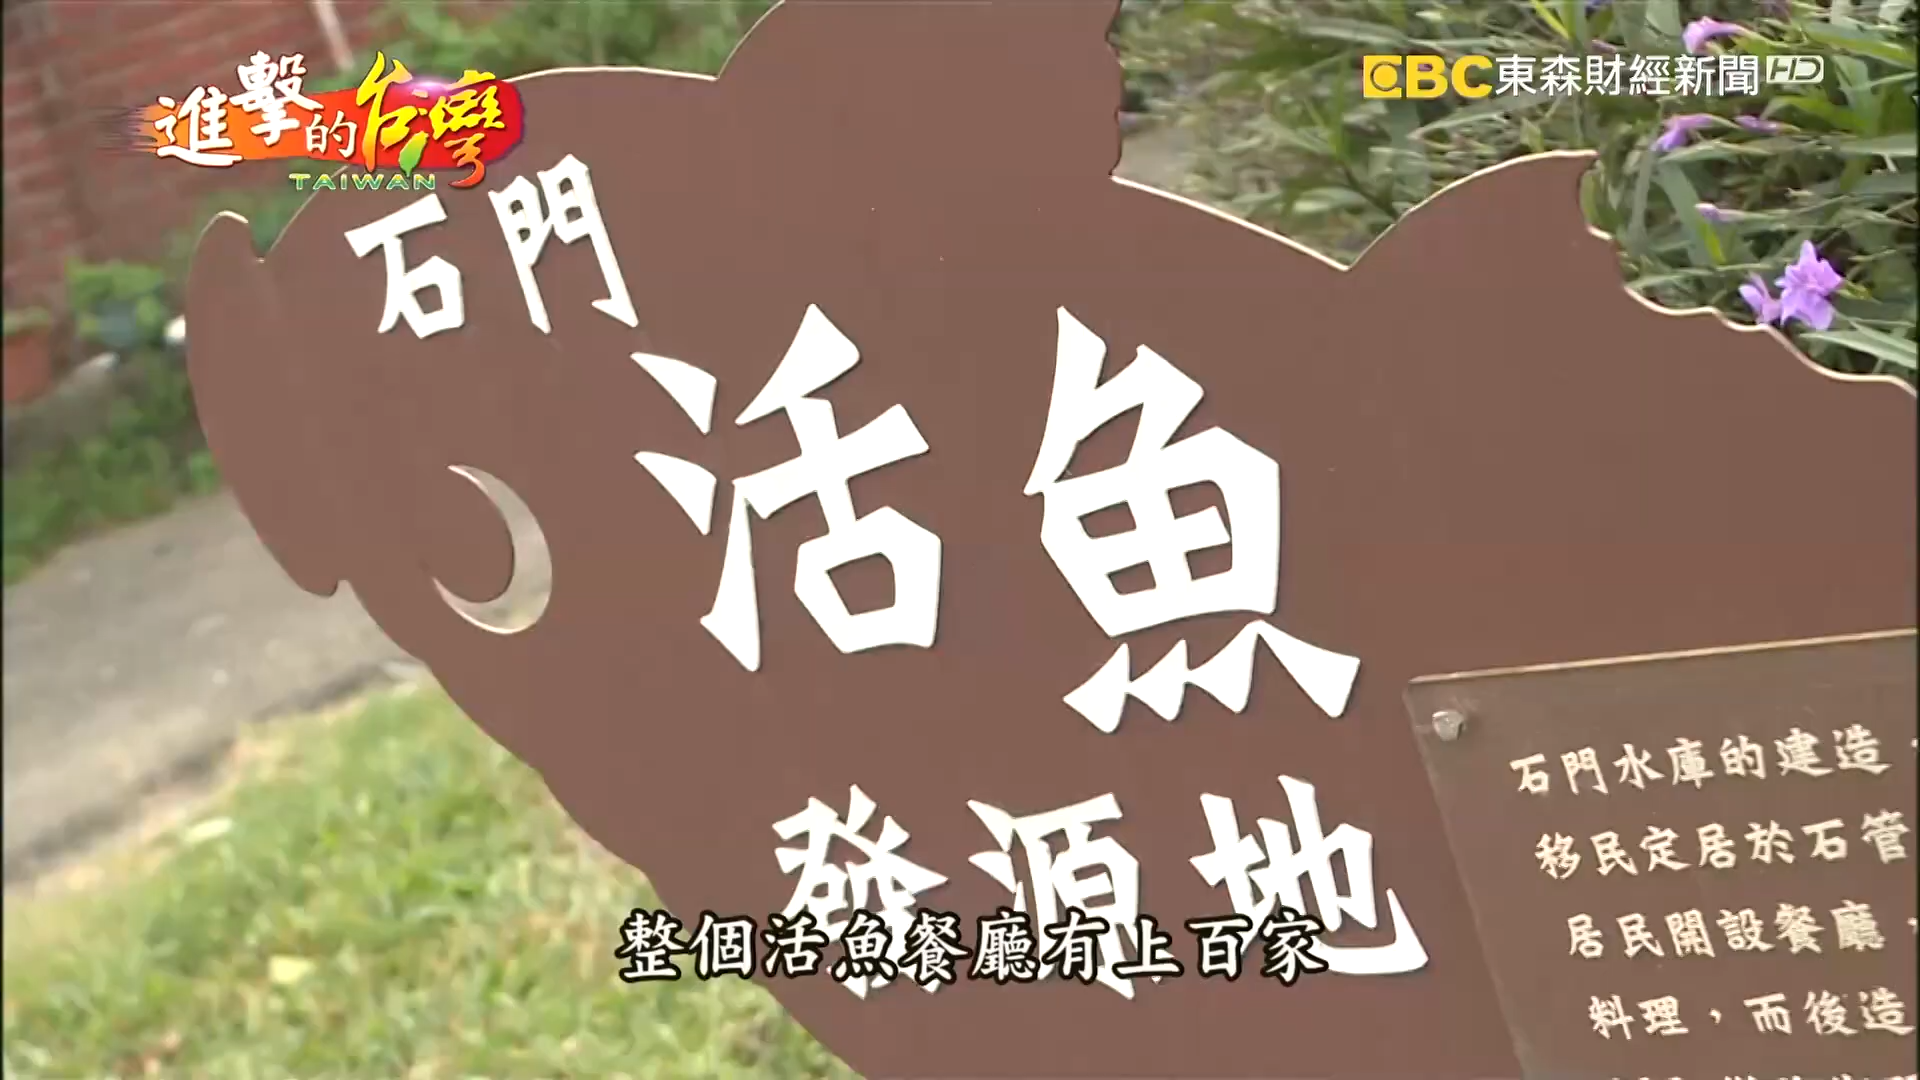 進擊的台灣
TAIWAN
EBC東森財經新聞HD
石門
活魚
發源地
石門水庫的建造
移民定居於石管
居民開設餐廳，
料理，而後造
整個活魚餐廳有上百家